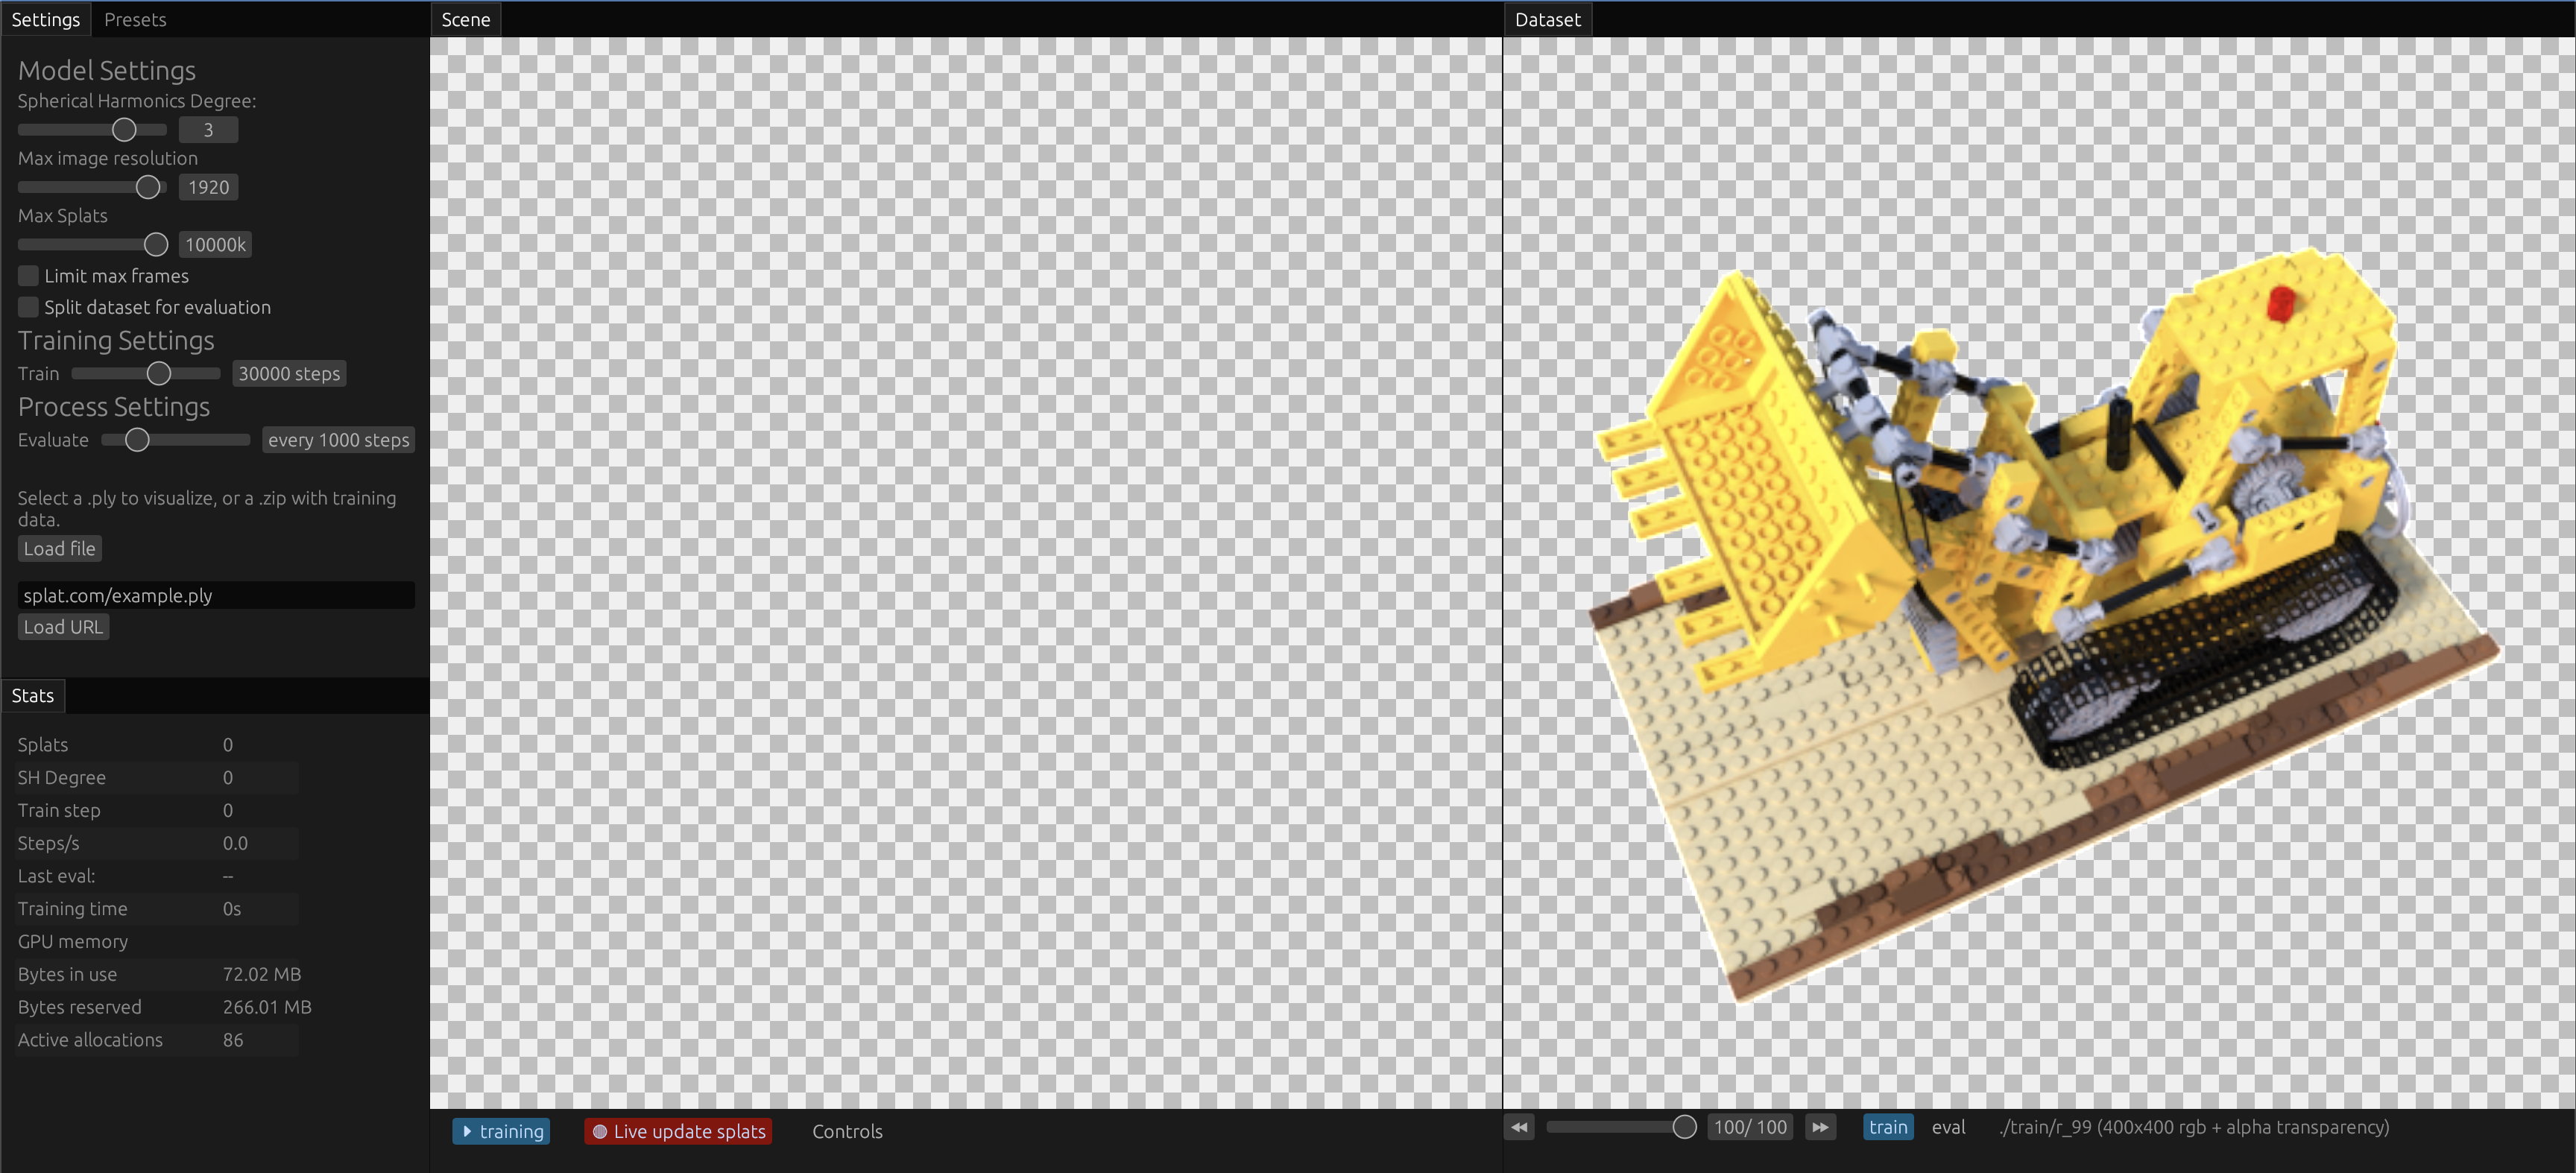 Settings Presets
Model Settings
Spherical Harmonics Degree:
3
Max image resolution
1920
Max Splats
10000k
Limit max frames
Split dataset for evaluation
Training Settings
Train 30000 steps
Process Settings
Evaluate every 1000 steps
Select a .ply to visualize, or a .zip with training
data.
Load file
splat.com/example.ply
Load URL
Stats
Splats 0
SH Degree 0
Train step 0
Steps/s 0.0
Last eval: --
Training time 0s
GPU memory
Bytes in use 72.02 MB
Bytes reserved 266.01 MB
Active allocations 86
Scene
training Live update splats Controls
Dataset
100/ 100 train eval ./train/r_99 (400x400 rgb + alpha transparency)